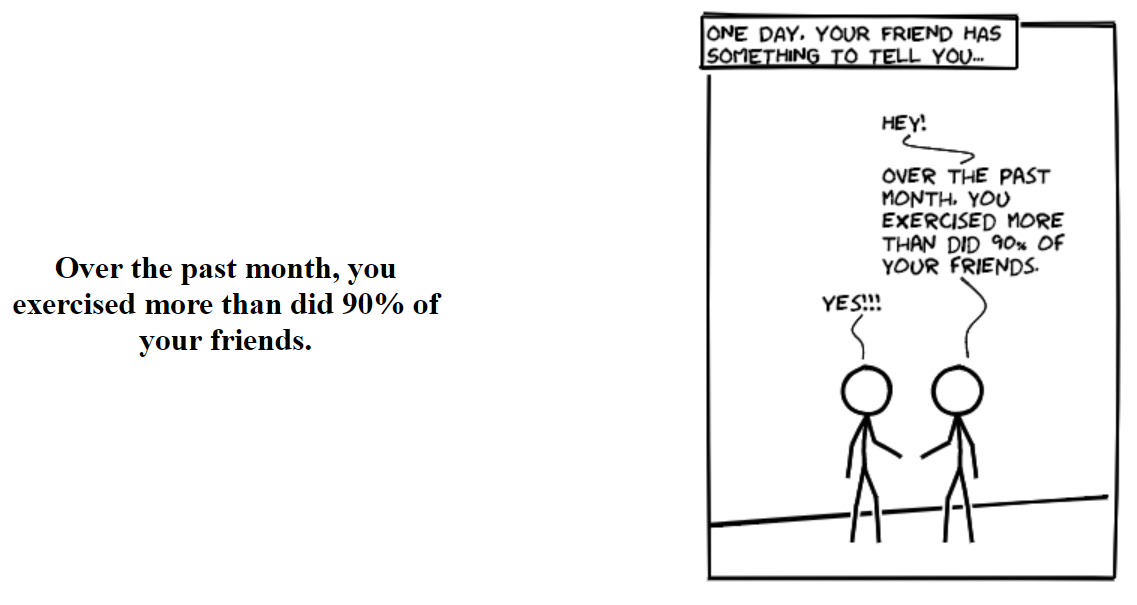 Over the past month, you
exercised more than did 90% of
your friends.
ONE DAY, YOUR FRIEND HAS
SOMETHING TO TELL YOU...
HEY!
OVER THE PAST
MONTH, YOU
EXERCISED MORE
THAN DID 90% OF
YOUR FRIENDS.
YES!!!